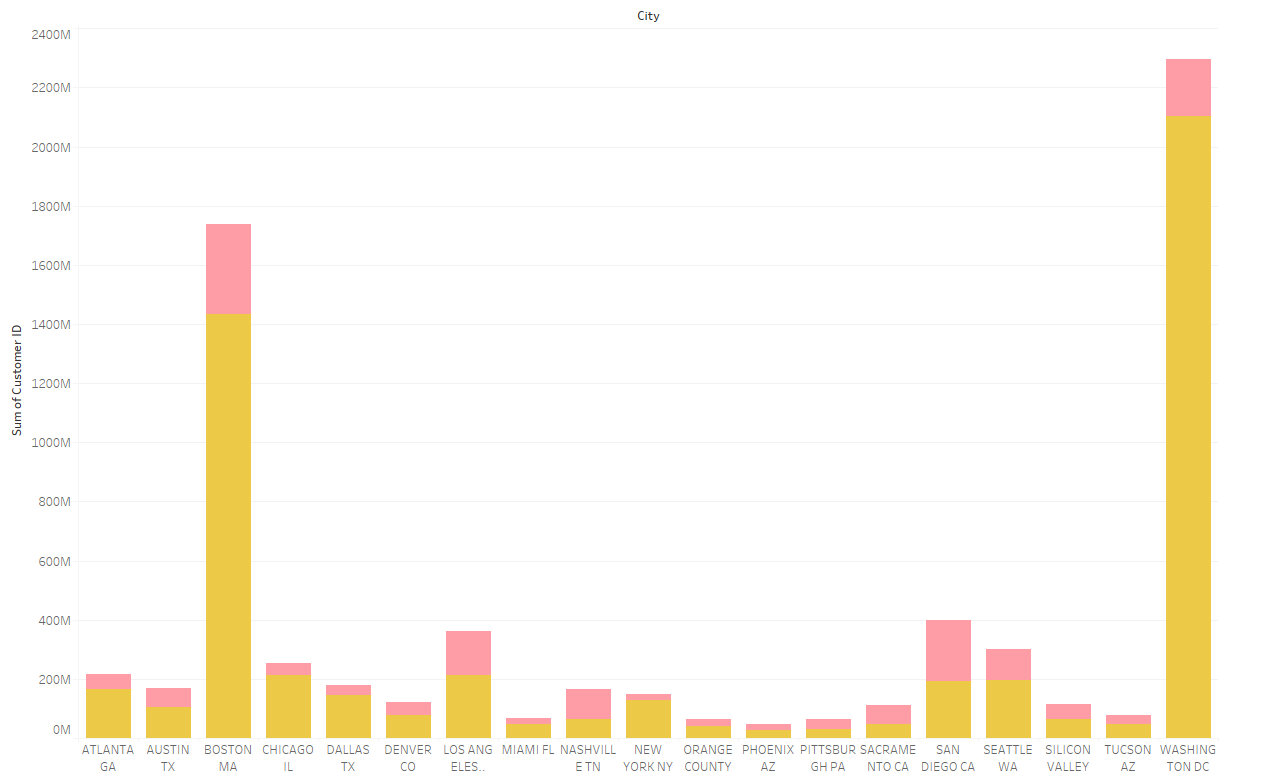 City
2400M
2200M
2000M
1800M
1600M
1400M
1200M
1000M
800M
600M
400M
200M
0M
Sum of Customer ID
ATLANTA
GA
AUSTIN
TX
BOSTON
MA
CHICAGO
IL
DALLAS
TX
DENVER
CO
LOS ANG
ELES..
MIAMI FL
NASHVILL
E TN
NEW
YORK NY
ORANGE
COUNTY
PHOENIX
AZ
PITTSBUR
GH PA
SACRAME
NTO CA
SAN
DIEGO CA
SEATTLE
WA
SILICON
VALLEY
TUCSON
AZ
WASHING
TON DC